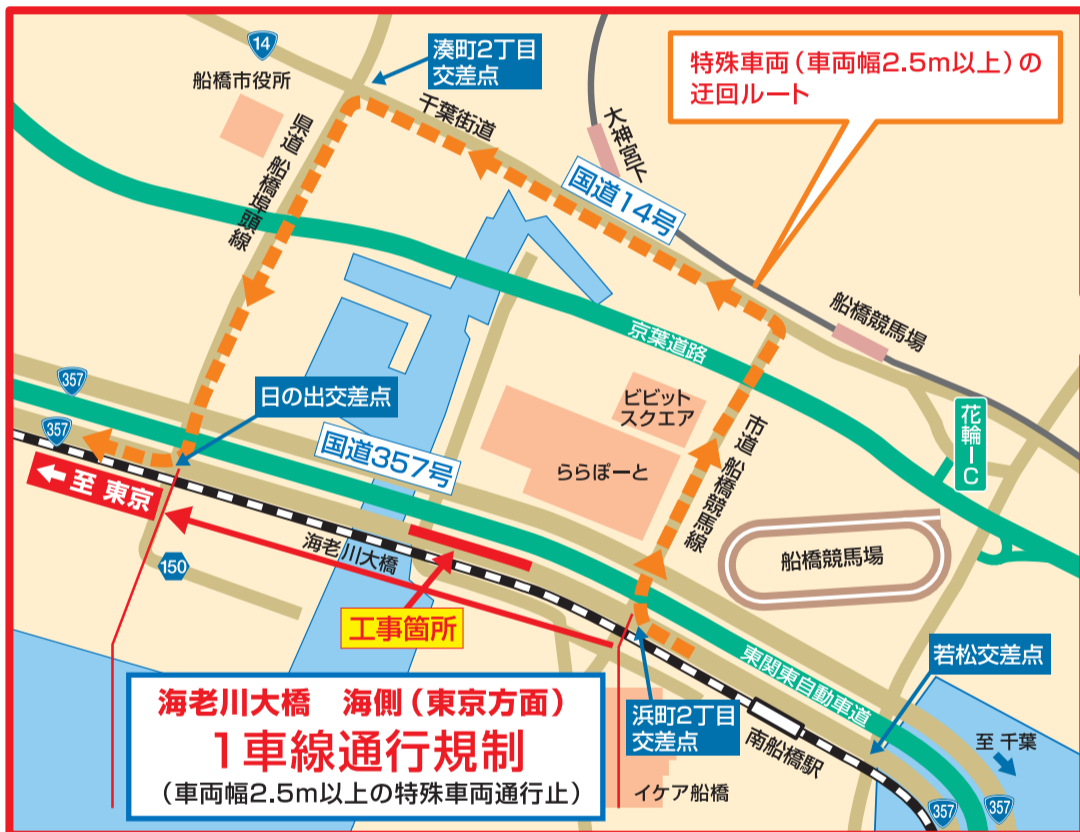 14
船橋市役所
湊町2丁目
交差点
特殊車両（車両幅2.5m以上）の
迂回ルート
千葉街道
大神宮下
国道14号
県道 船橋埠頭線
船橋競馬場
京葉道路
ビビット
スクエア
ららぽーと
市道 船橋競馬線
花輪IC
船橋競馬場
357
357
日の出交差点
国道357号
← 至 東京
海老川大橋
150
工事箇所
東関東自動車道
若松交差点
至 千葉
浜町2丁目
交差点
南船橋駅
イケア船橋
357
357
海老川大橋　海側（東京方面）
1車線通行規制
（車両幅2.5m以上の特殊車両通行止）